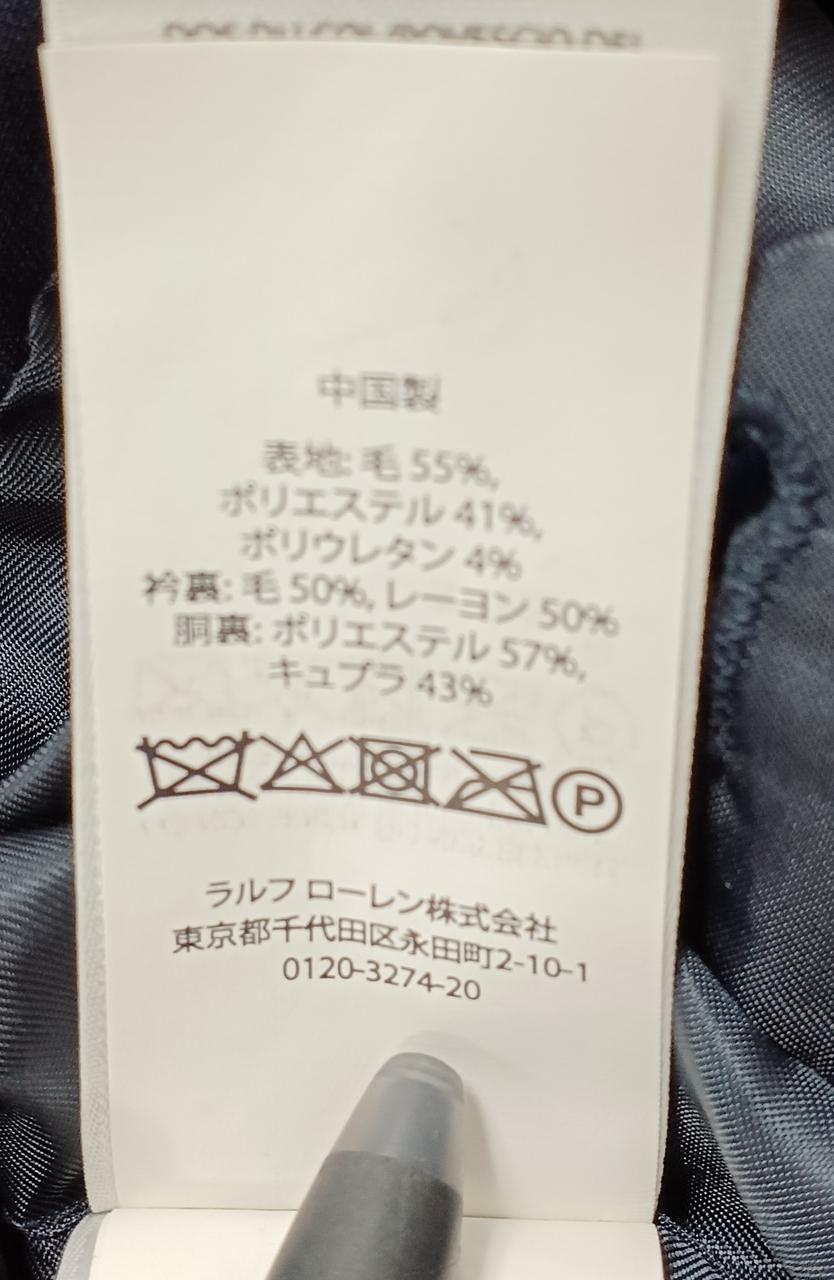 中国製
表地: 毛 55%,
ポリエステル 41%,
ポリウレタン 4%
衿裏: 毛 50%, レーヨン 50%
胴裏: ポリエステル 57%,
キュプラ 43%
P
ラルフ ローレン株式会社
東京都千代田区永田町2-10-1
0120-3274-20